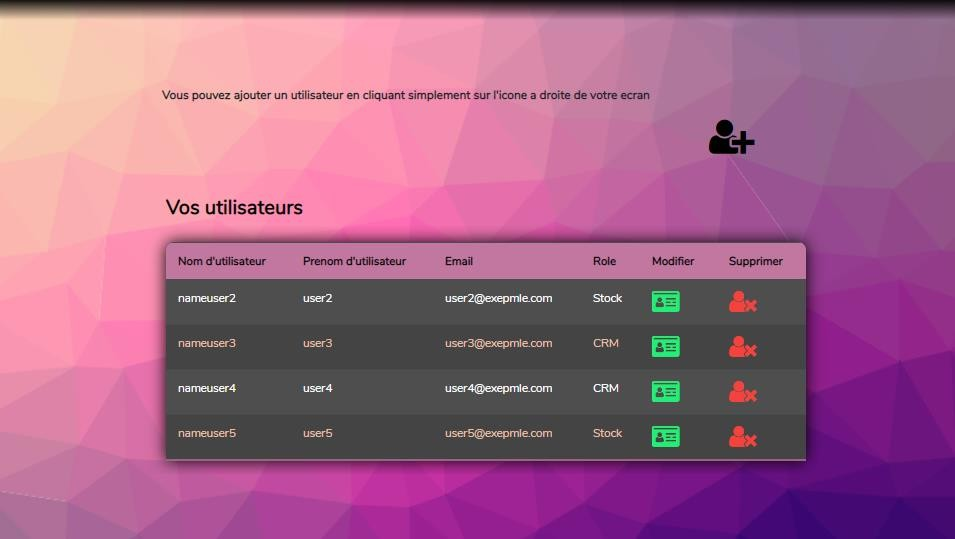 Vous pouvez ajouter un utilisateur en cliquant simplement sur l'icone a droite de votre ecran
Vos utilisateurs
Nom d'utilisateur Prenom d'utilisateur Email Role Modifier Supprimer
nameuser2 user2 user2@exepmle.com Stock
nameuser3 user3 user3@exepmle.com CRM
nameuser4 user4 user4@exepmle.com CRM
nameuser5 user5 user5@exepmle.com Stock